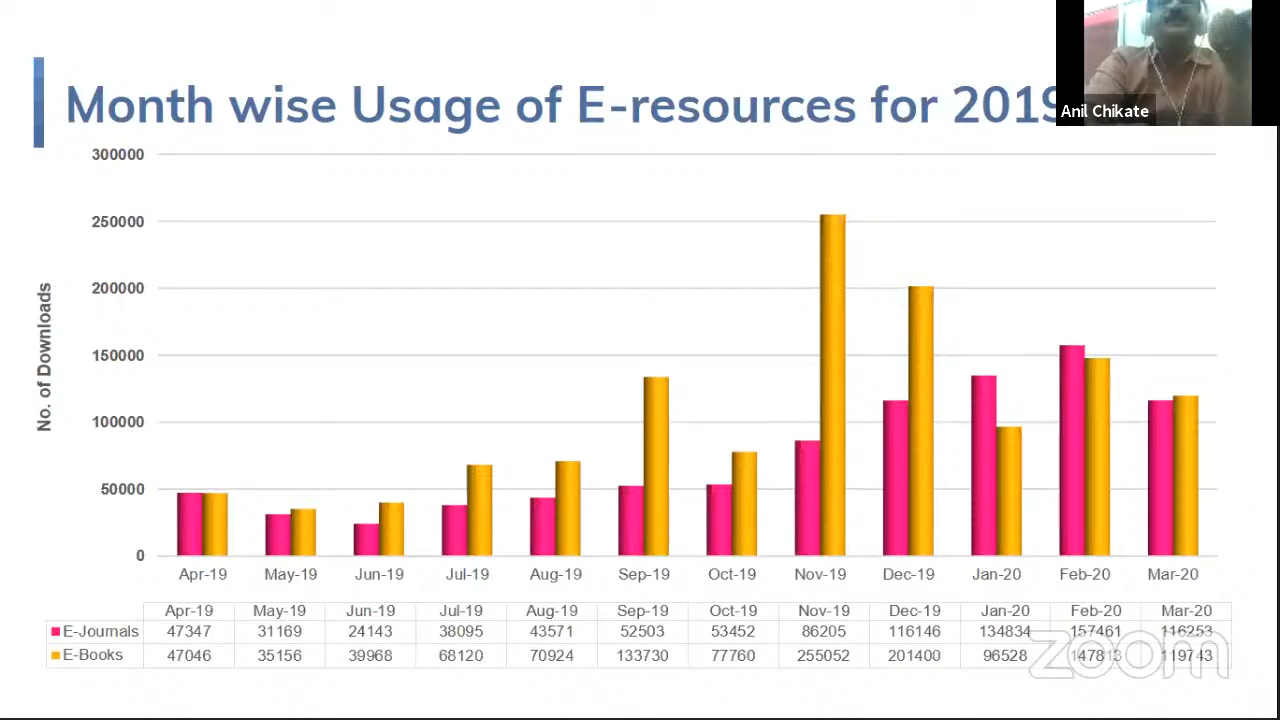 Month wise Usage of E-resources for 2019
Anil Chikate
300000
250000
200000
150000
100000
50000
0
No. of Downloads
Apr-19 May-19 Jun-19 Jul-19 Aug-19 Sep-19 Oct-19 Nov-19 Dec-19 Jan-20 Feb-20 Mar-20
Apr-19 May-19 Jun-19 Jul-19 Aug-19 Sep-19 Oct-19 Nov-19 Dec-19 Jan-20 Feb-20 Mar-20
E-Journals 47347 31169 24143 38095 43571 52503 53452 86205 116146 134834 157461 116253
E-Books 47046 35156 39968 68120 70924 133730 77760 255052 201400 96528 147813 119743
zoom